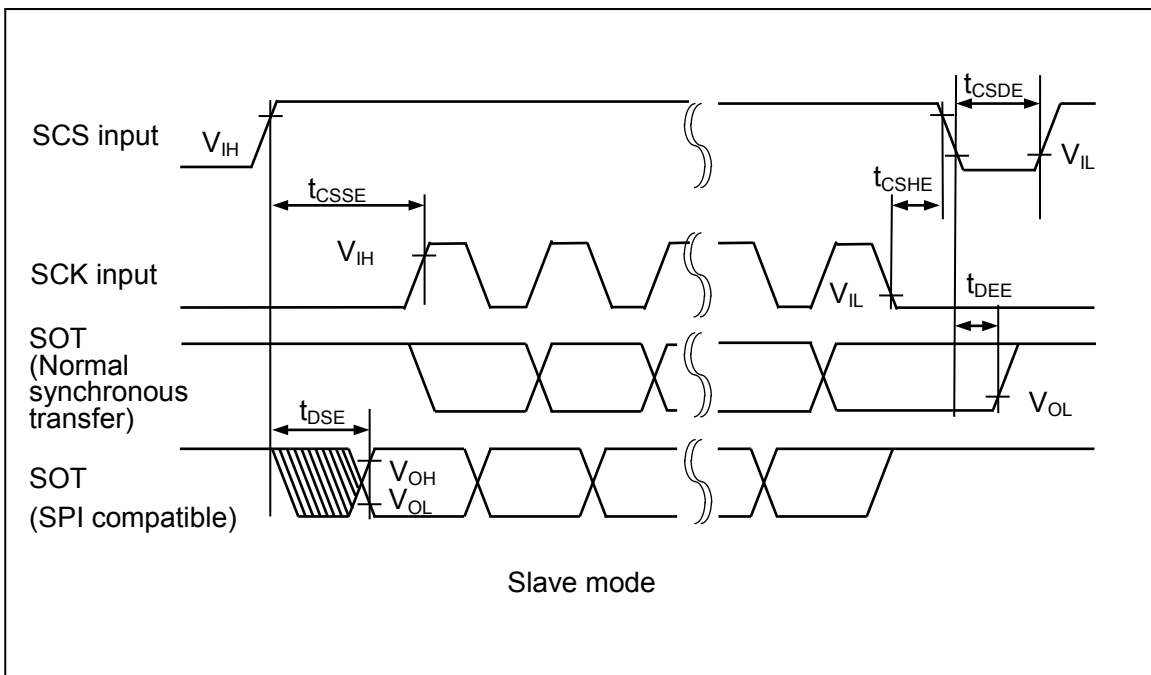 tCSDE
SCS input
VIH
VIL
tCSHE
tCSSE
VIH
SCK input
VIL
tDEE
SOT
(Normal
synchronous
transfer)
VOL
tDSE
VOH
SOT
VOL
(SPI compatible)
Slave mode